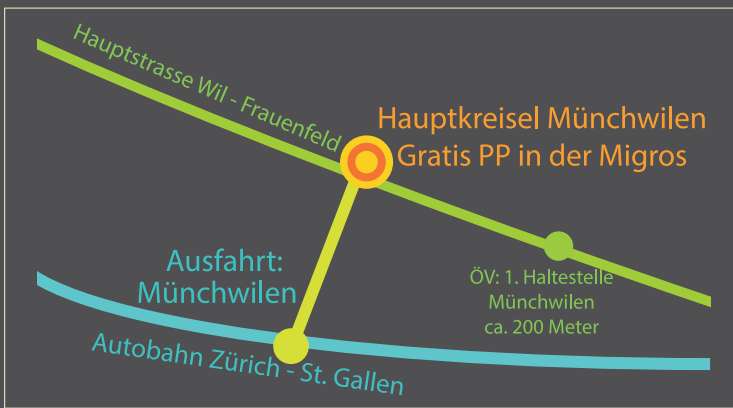 Hauptstrasse Wil - Frauenfeld
Hauptkreisel Münchwilen
Gratis PP in der Migros
Ausfahrt:
Münchwilen
ÖV: 1. Haltestelle
Münchwilen
ca. 200 Meter
Autobahn Zürich - St. Gallen